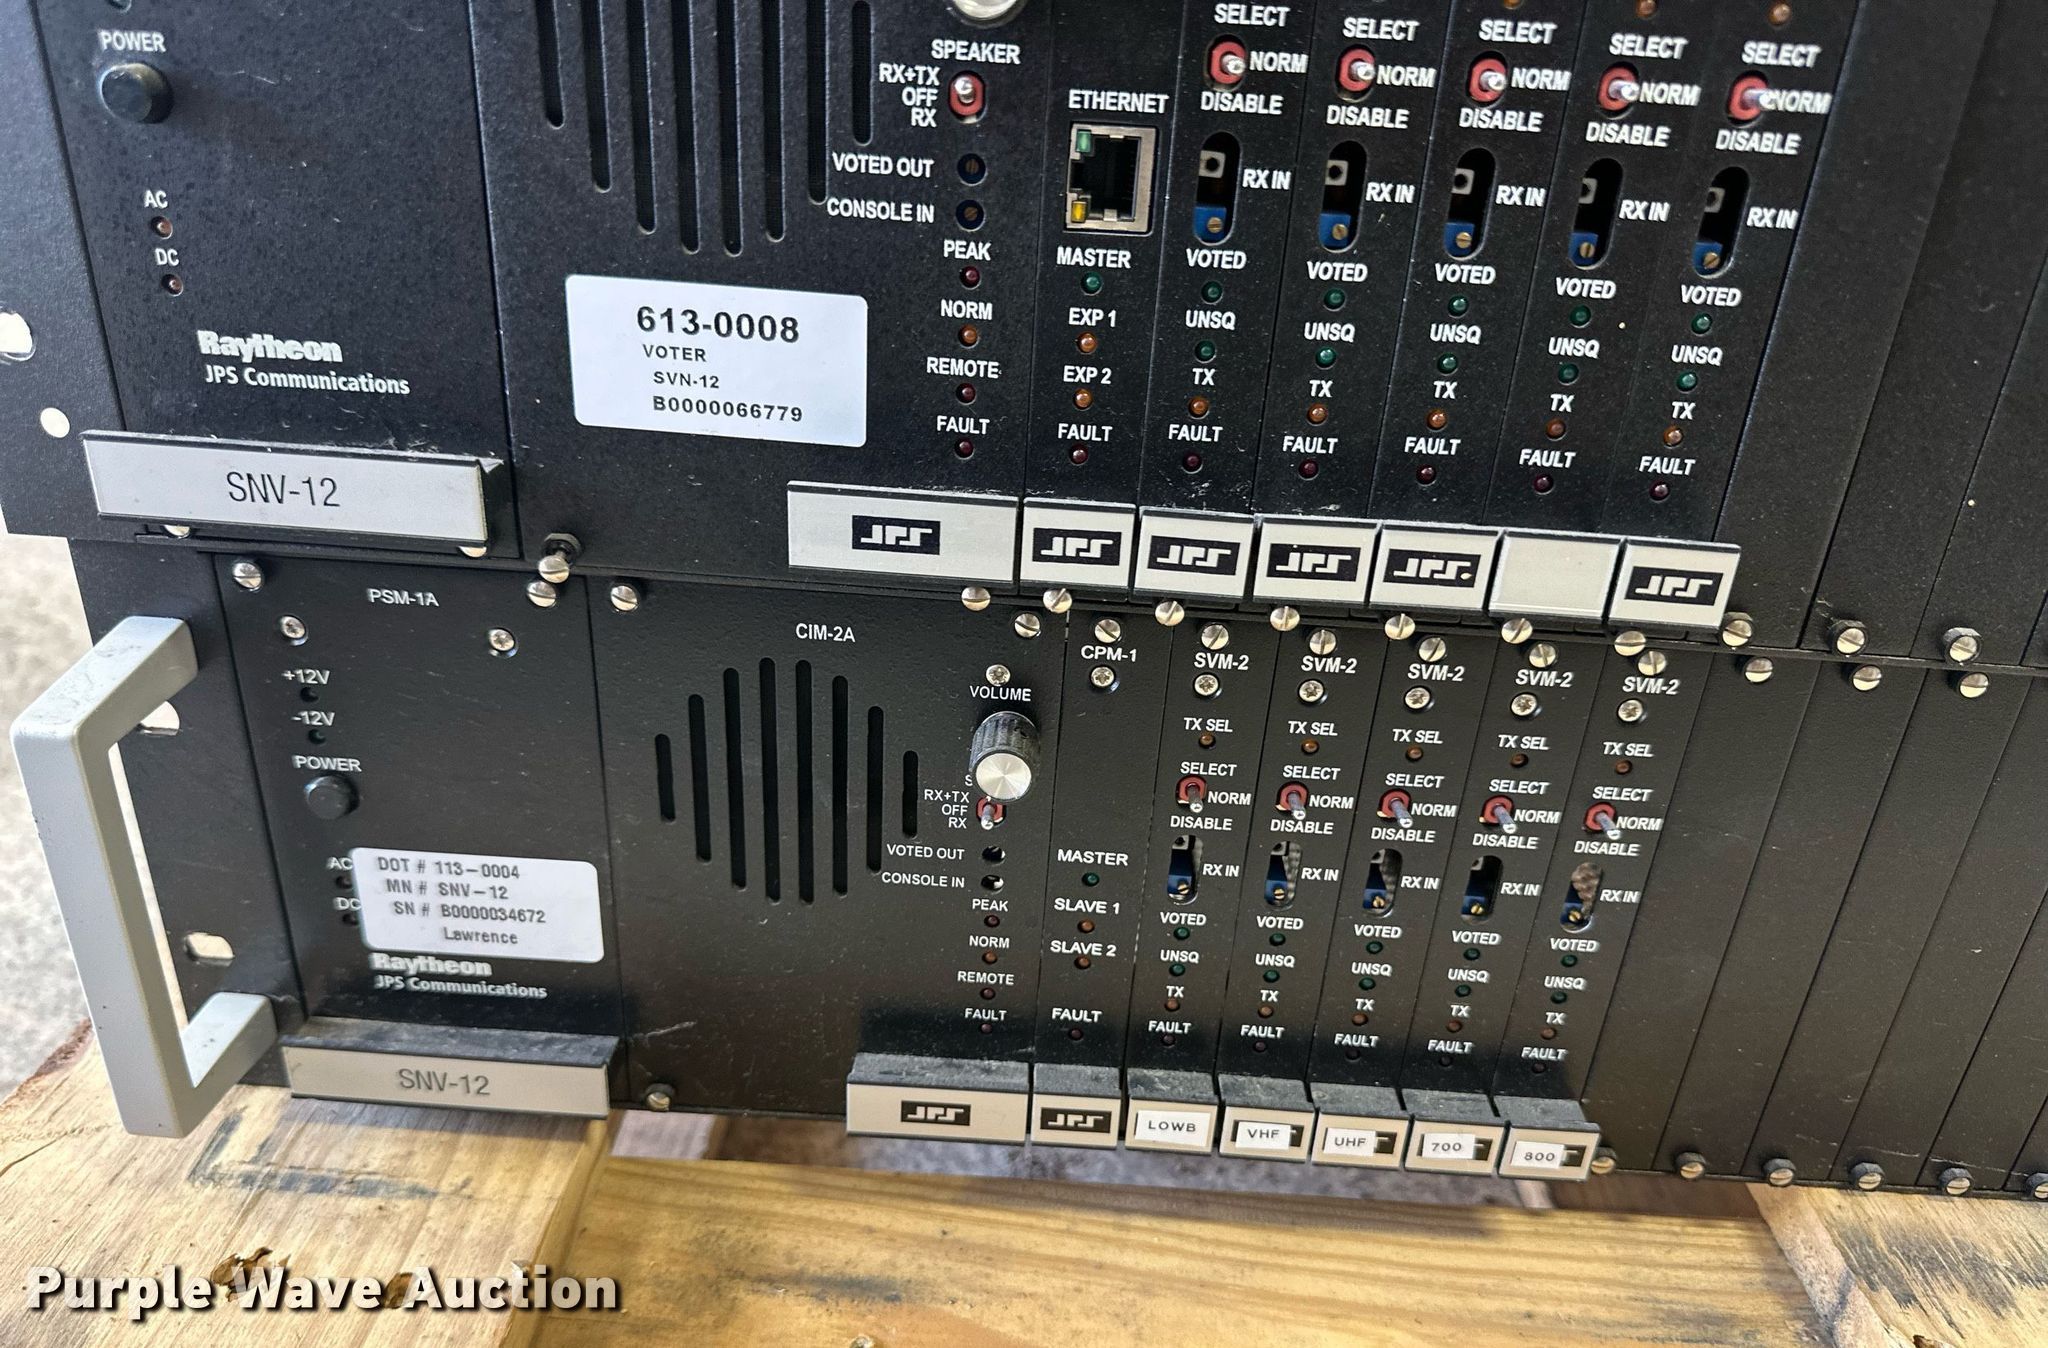 POWER
AC
DC
Raytheon
JPS Communications
SNV-12
613-0008
VOTER
SVN-12
B0000066779
SPEAKER
RX+TX
OFF
RX
VOTED OUT
CONSOLE IN
PEAK
NORM
REMOTE
FAULT
JPS
ETHERNET
MASTER
EXP 1
EXP 2
FAULT
JPS
SELECT
NORM
DISABLE
RX IN
VOTED
UNSQ
TX
FAULT
JPS
SELECT
NORM
DISABLE
RX IN
VOTED
UNSQ
TX
FAULT
JPS
SELECT
NORM
DISABLE
RX IN
VOTED
UNSQ
TX
FAULT
JPS
SELECT
NORM
DISABLE
RX IN
VOTED
UNSQ
TX
FAULT
SELECT
NORM
DISABLE
RX IN
VOTED
UNSQ
TX
FAULT
JPS
PSM-1A
+12V
-12V
POWER
AC
DC
DOT # 113-0004
MN # SNV-12
SN # B0000034672
Lawrence
Raytheon
JPS Communications
SNV-12
CIM-2A
VOLUME
RX+TX
OFF
RX
VOTED OUT
CONSOLE IN
PEAK
NORM
REMOTE
FAULT
JPS
CPM-1
MASTER
SLAVE 1
SLAVE 2
FAULT
JPS
SVM-2
TX SEL
SELECT
NORM
DISABLE
RX IN
VOTED
UNSQ
TX
FAULT
LOWB
SVM-2
TX SEL
SELECT
NORM
DISABLE
RX IN
VOTED
UNSQ
TX
FAULT
VHF
SVM-2
TX SEL
SELECT
NORM
DISABLE
RX IN
VOTED
UNSQ
TX
FAULT
UHF
SVM-2
TX SEL
SELECT
NORM
DISABLE
RX IN
VOTED
UNSQ
TX
FAULT
700
SVM-2
TX SEL
SELECT
NORM
DISABLE
RX IN
VOTED
UNSQ
TX
FAULT
800
Purple Wave Auction